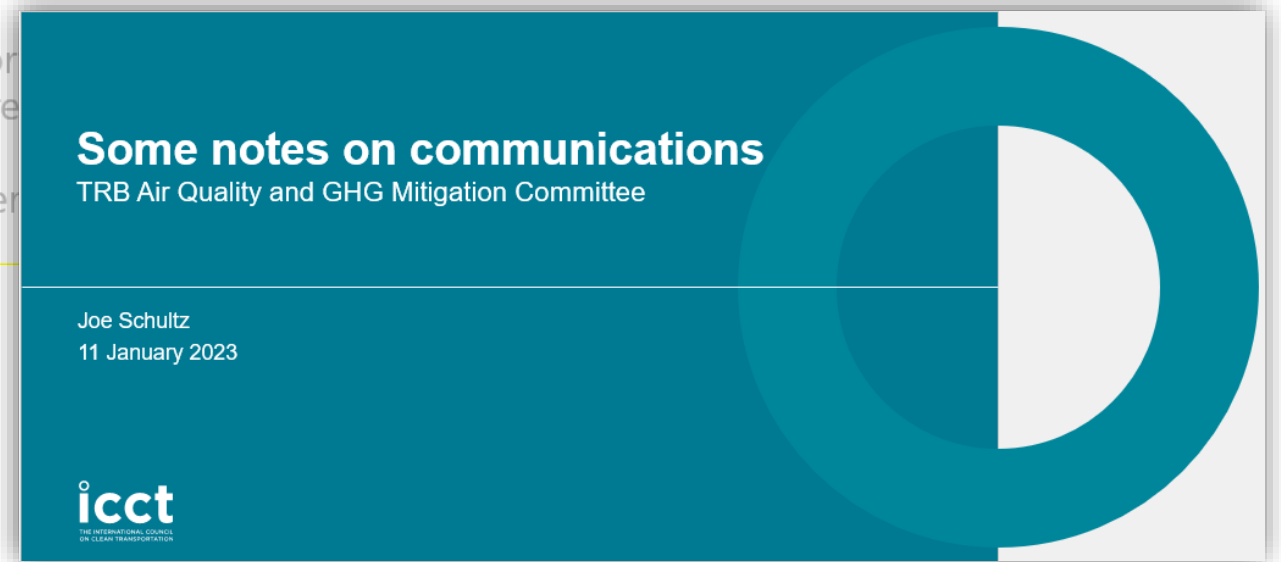 Some notes on communications
TRB Air Quality and GHG Mitigation Committee
Joe Schultz
11 January 2023
icct
THE INTERNATIONAL COUNCIL
ON CLEAN TRANSPORTATION